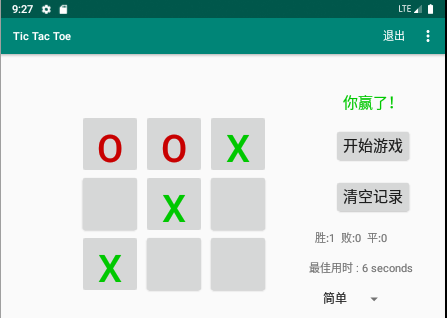 9:27 LTE
Tic Tac Toe 退出
你赢了!
O O X
开始游戏
X
清空记录
X
胜:1 败:0 平:0
最佳用时 : 6 seconds
简单